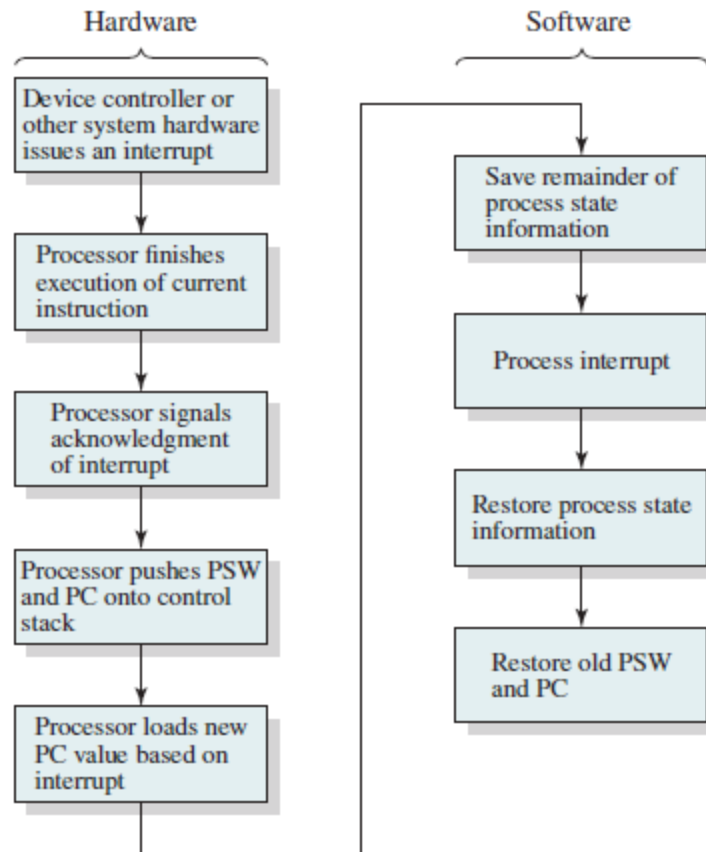 Hardware
Device controller or
other system hardware
issues an interrupt
Processor finishes
execution of current
instruction
Processor signals
acknowledgment
of interrupt
Processor pushes PSW
and PC onto control
stack
Processor loads new
PC value based on
interrupt
Software
Save remainder of
process state
information
Process interrupt
Restore process state
information
Restore old PSW
and PC